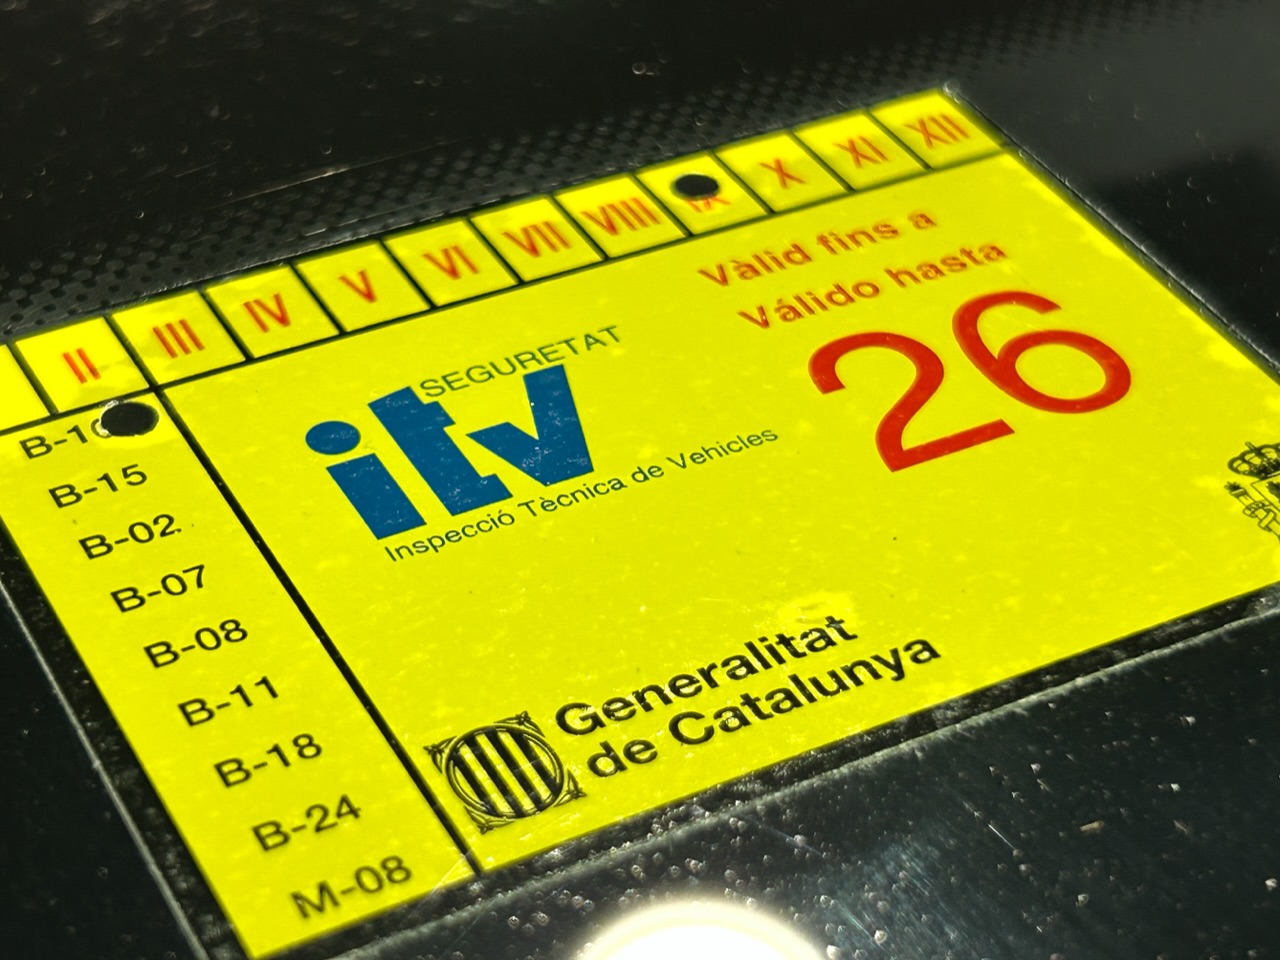 II III IV V VI VII VIII IX X XI XII
Vàlid fins a
Válido hasta
26
SEGURETAT
itv
Inspecció Tècnica de Vehicles
B-15
B-02
B-07
B-08
B-11
B-18
B-24
M-08
Generalitat
de Catalunya